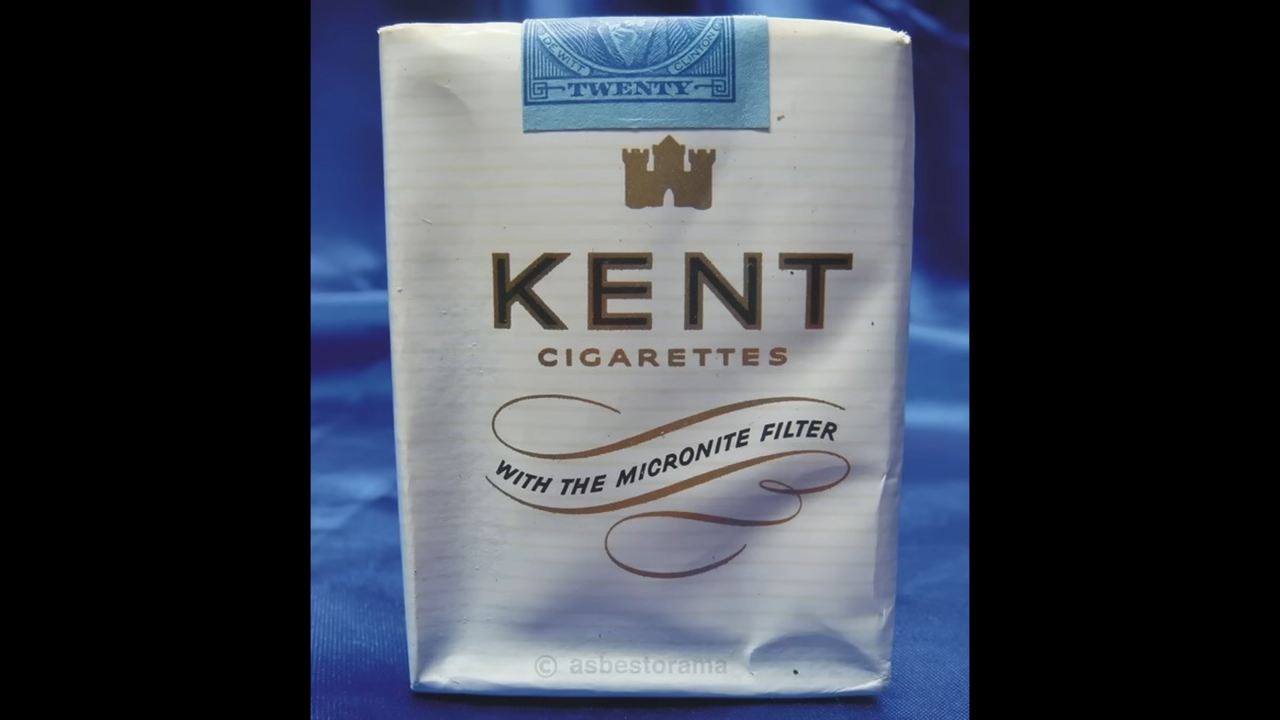 DE WITT CLINTON
TWENTY
KENT
CIGARETTES
WITH THE MICRONITE FILTER
© asbestorama